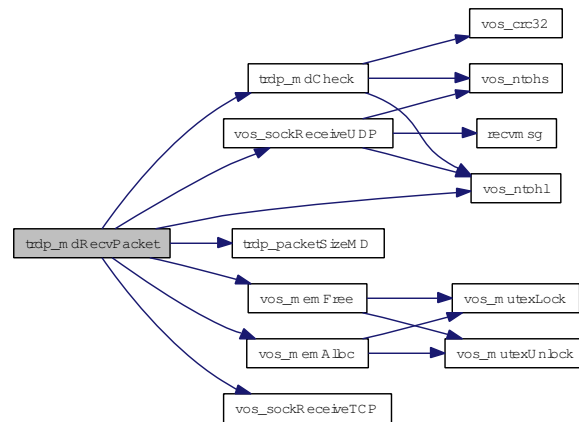 vos_crc32
trdp_mdCheck
vos_ntohs
vos_sockReceiveUDP
recvmsg
vos_ntohl
trdp_mdRecvPacket
trdp_packetSizeMD
vos_memFree
vos_mutexLock
vos_memAlloc
vos_mutexUnlock
vos_sockReceiveTCP